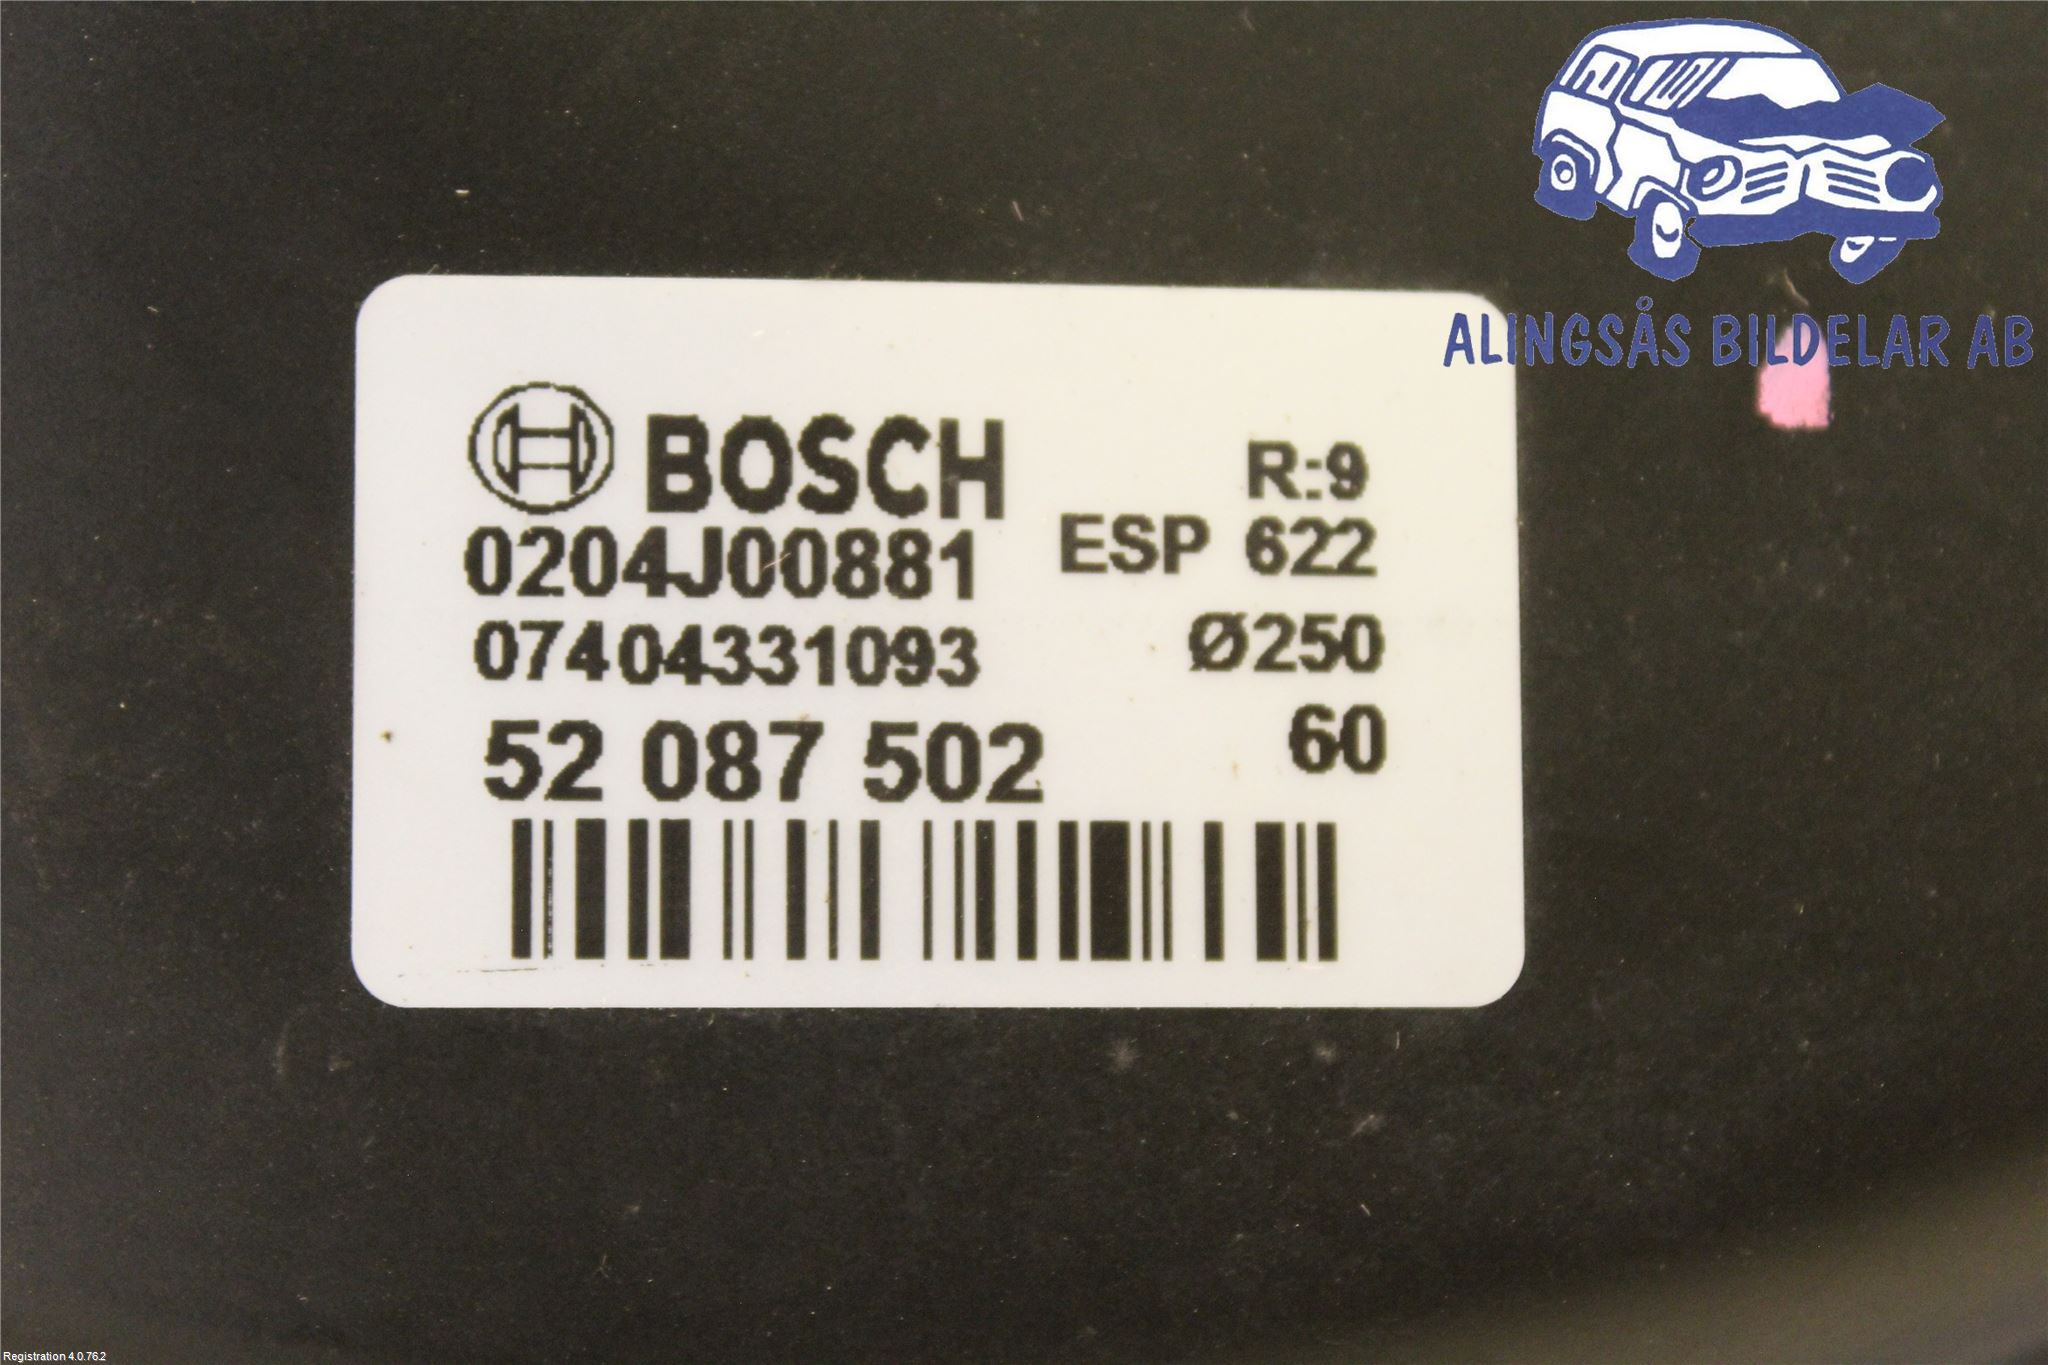 ALINGSÅS BILDELAR AB
BOSCH
R:9
0204J00881
ESP 622
07404331093
Ø250
52 087 502
60
Registration 4.0.76.2